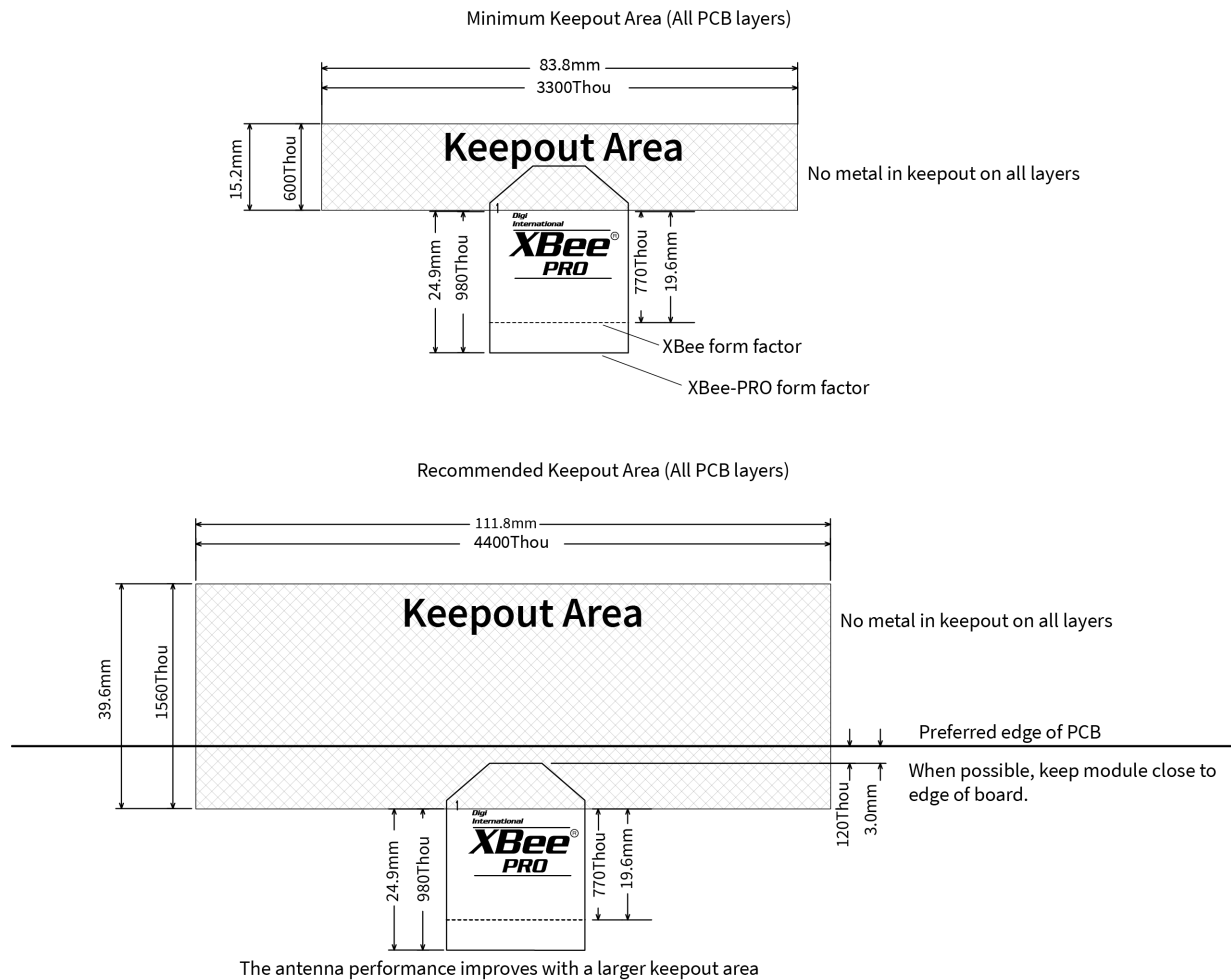 Minimum Keepout Area (All PCB layers)
83.8mm
3300Thou
Keepout Area
15.2mm
600Thou
No metal in keepout on all layers
1
Digi
International
XBee®
PRO
24.9mm
980Thou
770Thou
19.6mm
XBee form factor
XBee-PRO form factor
Recommended Keepout Area (All PCB layers)
111.8mm
4400Thou
Keepout Area
No metal in keepout on all layers
39.6mm
1560Thou
Preferred edge of PCB
When possible, keep module close to
edge of board.
120Thou
3.0mm
1
Digi
International
XBee®
PRO
24.9mm
980Thou
770Thou
19.6mm
The antenna performance improves with a larger keepout area